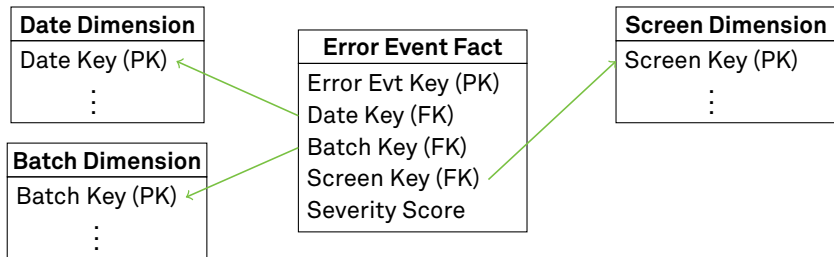 Date Dimension
Date Key (PK)
⋮
Batch Dimension
Batch Key (PK)
⋮
Error Event Fact
Error Evt Key (PK)
Date Key (FK)
Batch Key (FK)
Screen Key (FK)
Severity Score
Screen Dimension
Screen Key (PK)
⋮